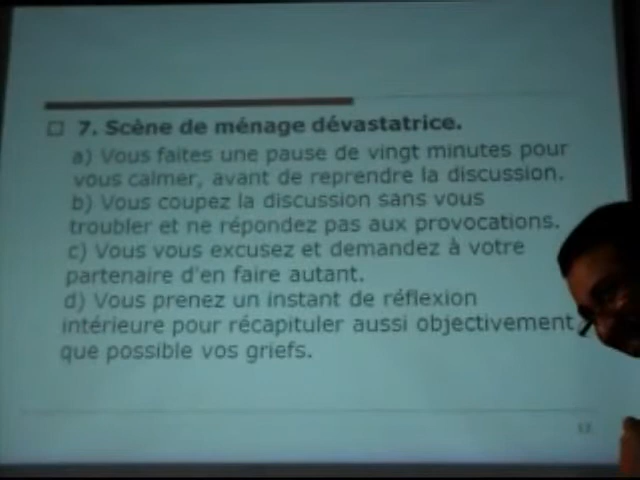 7. Scène de ménage dévastatrice.
a) Vous faites une pause de vingt minutes pour
vous calmer, avant de reprendre la discussion.
b) Vous coupez la discussion sans vous
troubler et ne répondez pas aux provocations.
c) Vous vous excusez et demandez à votre
partenaire d'en faire autant.
d) Vous prenez un instant de réflexion
intérieure pour récapituler aussi objectivement
que possible vos griefs.